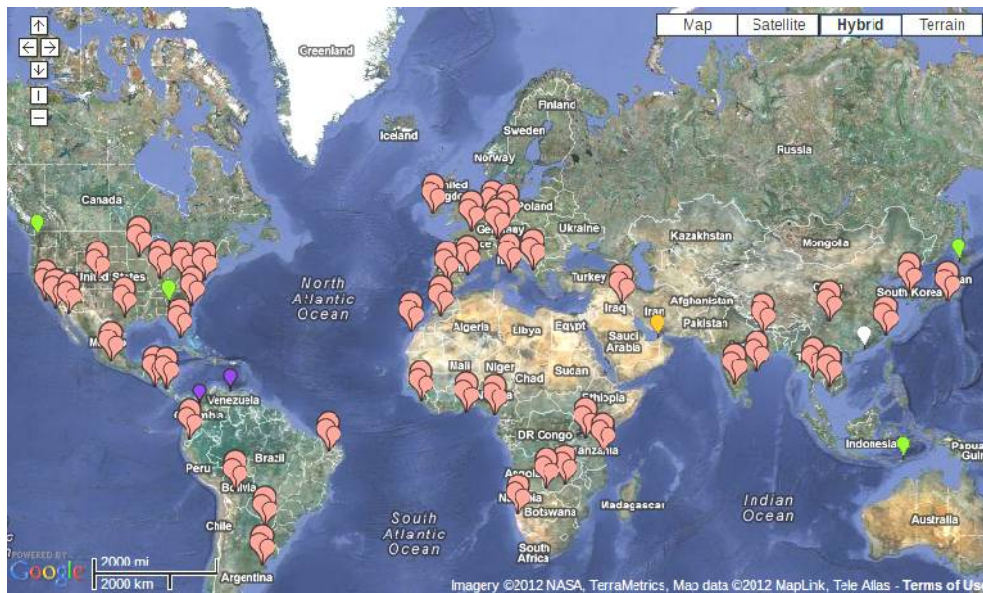 Map
Satellite
Hybrid
Terrain
Greenland
Iceland
Finland
Sweden
Norway
Russia
Canada
United
Poland
Germany
Ukraine
Kazakhstan
Mongolia
United States
North
Atlantic
Ocean
Turkey
Iraq
Iran
Afghanistan
Pakistan
South Korea
Algeria
Libya
Egypt
Saudi
Arabia
Mali
Niger
Chad
Sudan
Ethiopia
Venezuela
DR Congo
Indonesia
Peru
Brazil
Bolivia
Angola
Botswana
Madagascar
Indian
Ocean
Australia
Chile
South
Atlantic
Ocean
South
Africa
Argentina
POWERED BY
Google
2000 mi
2000 km
Imagery ©2012 NASA, TerraMetrics, Map data ©2012 MapLink, Tele Atlas - Terms of Use